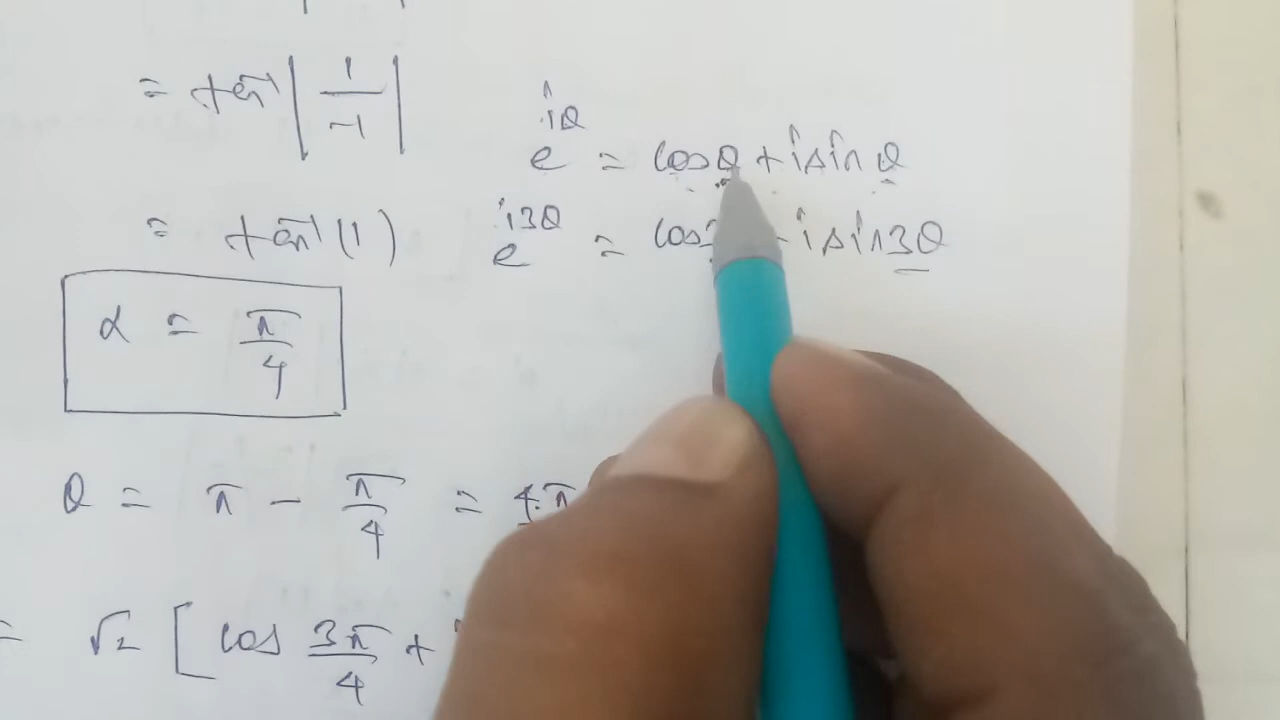 = tan⁻¹ | 1/-1 |
e^{iθ} = cosθ + i sinθ
= tan⁻¹(1)
e^{i3θ} = cos + i sin3θ
α = π/4
θ = π - π/4 = 4π
= √2 [ cos 3π/4 +